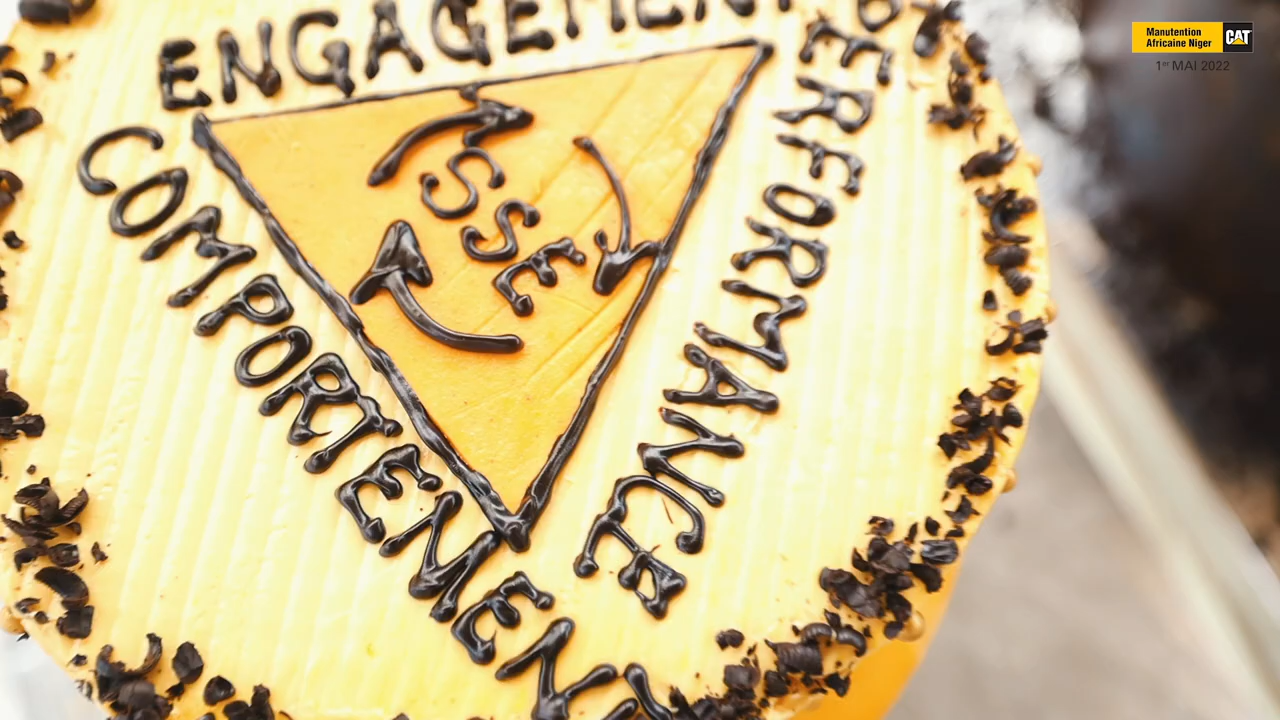 ENGAGEMENT
PERFORMANCE
COMPORTEMENT
SSE
Manutention
Africaine Niger
CAT
1er MAI 2022